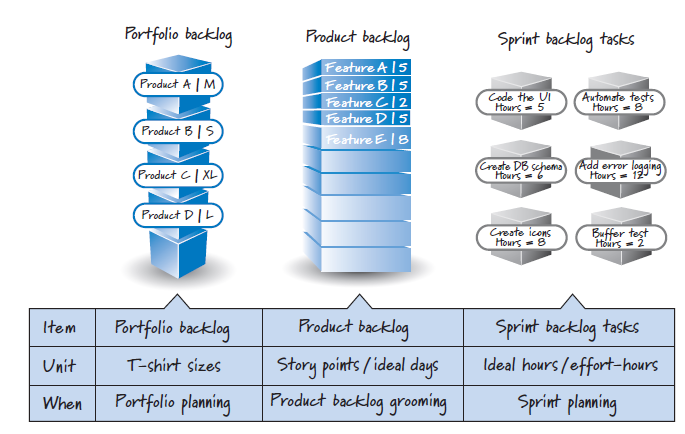 Portfolio backlog
Product backlog
Sprint backlog tasks
Product A | M
Product B | S
Product C | XL
Product D | L
Feature A | 5
Feature B | 5
Feature C | 2
Feature D | 5
Feature E | 8
Code the UI
Hours = 5
Automate tests
Hours = 8
Create DB schema
Hours = 6
Add error logging
Hours = 12
Create icons
Hours = 8
Buffer test
Hours = 2
Item
Portfolio backlog
Product backlog
Sprint backlog tasks
Unit
T-shirt sizes
Story points/ideal days
Ideal hours/effort-hours
When
Portfolio planning
Product backlog grooming
Sprint planning